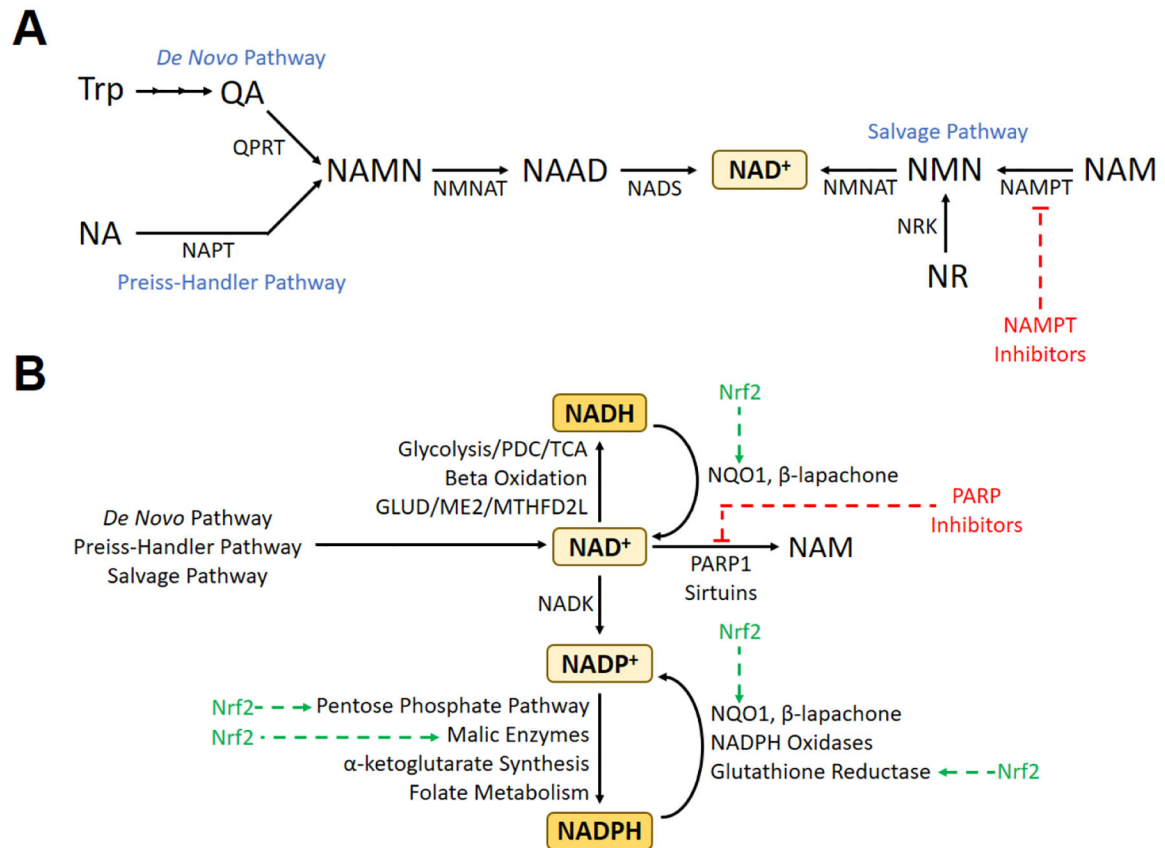 A
De Novo Pathway
Trp
QA
QPRT
NAMN
NMNAT
NAAD
NADS
NAD⁺
NMNAT
Salvage Pathway
NMN
NAMPT
NAM
NA
NAPT
Preiss-Handler Pathway
NRK
NR
NAMPT
Inhibitors
B
NADH
Nrf2
Glycolysis/PDC/TCA
Beta Oxidation
GLUD/ME2/MTHFD2L
NQO1, β-lapachone
PARP
Inhibitors
De Novo Pathway
Preiss-Handler Pathway
Salvage Pathway
NAD⁺
PARP1
Sirtuins
NAM
NADK
Nrf2
NADP⁺
Nrf2
Pentose Phosphate Pathway
Nrf2
Malic Enzymes
α-ketoglutarate Synthesis
Folate Metabolism
NQO1, β-lapachone
NADPH Oxidases
Glutathione Reductase
Nrf2
NADPH